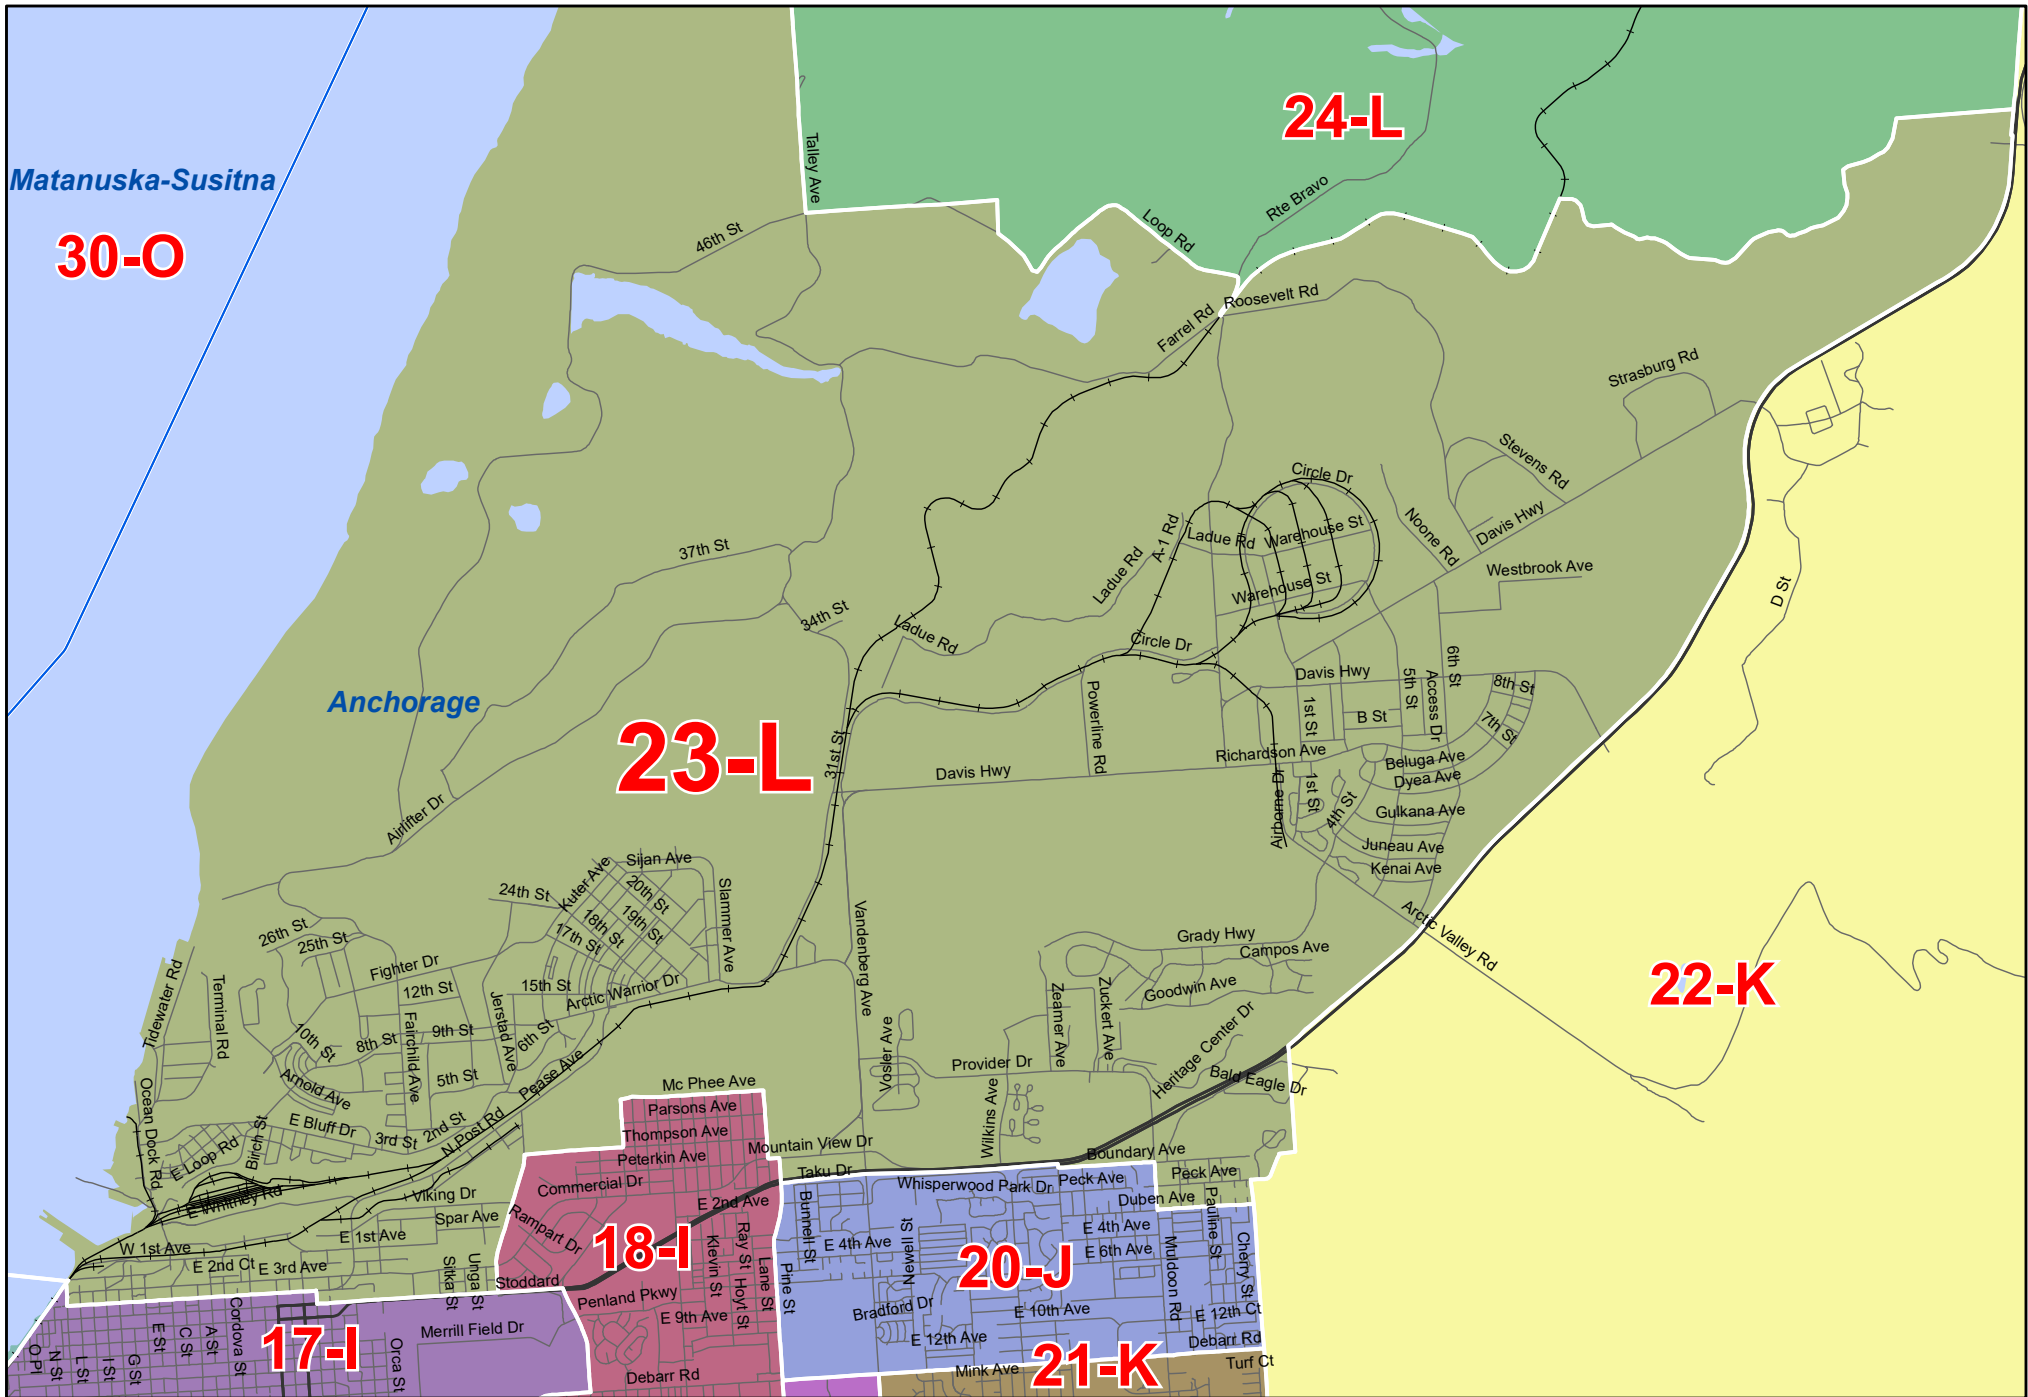 24-L
Matanuska-Susitna
30-O
Talley Ave
Rte Bravo
Loop Rd
46th St
Roosevelt Rd
Farrel Rd
Strasburg Rd
Stevens Rd
Circle Dr
Noone Rd
Davis Hwy
A-1 Rd
Ladue Rd
Warehouse St
37th St
Ladue Rd
Westbrook Ave
D St
Warehouse St
34th St
Ladue Rd
Circle Dr
Anchorage
Davis Hwy
5th St
Access Dr
6th St
8th St
7th St
23-L
31st St
Powerline Rd
1st St
B St
Richardson Ave
Beluga Ave
Davis Hwy
Dyea Ave
Airborne Dr
1st St
4th St
Gulkana Ave
Airlifter Dr
Juneau Ave
Kenai Ave
Sijan Ave
Kuter Ave
20th St
24th St
19th St
18th St
17th St
Slammer Ave
Vandenberg Ave
Arctic Valley Rd
26th St
25th St
Grady Hwy
Campos Ave
Fighter Dr
22-K
Tidewater Rd
Terminal Rd
12th St
15th St
Arctic Warrior Dr
Goodwin Ave
Zeamer Ave
Zuckert Ave
Jerstad Ave
Fairchild Ave
9th St
6th St
10th St
8th St
Heritage Center Dr
Vosler Ave
Provider Dr
Pease Ave
5th St
Arnold Ave
Bald Eagle Dr
Mc Phee Ave
Ocean Dock Rd
Parsons Ave
Wilkins Ave
E Bluff Dr
3rd St
2nd St
N Post Rd
Thompson Ave
Mountain View Dr
Boundary Ave
Birch St
E Loop Rd
Peterkin Ave
Taku Dr
Peck Ave
Peck Ave
Whisperwood Park Dr
Commercial Dr
E Whitney Rd
Viking Dr
E 2nd Ave
Duben Ave
Spar Ave
Bunnell St
Pauline St
Rampart Dr
E 4th Ave
E 1st Ave
W 1st Ave
18-I
Ray St
Klevin St
E 4th Ave
Newell St
E 6th Ave
Muldoon Rd
Cherry St
E 2nd Ct
E 3rd Ave
20-J
Sitka St
Unga St
Stoddard
Lane St
Hoyt St
Pine St
Penland Pkwy
Bradford Dr
E 10th Ave
E 9th Ave
E 12th Ct
Merrill Field Dr
17-I
E 12th Ave
Debarr Rd
O Pl
N St
L St
I St
G St
E St
C St
A St
Cordova St
Orca St
Debarr Rd
Mink Ave
21-K
Turf Ct